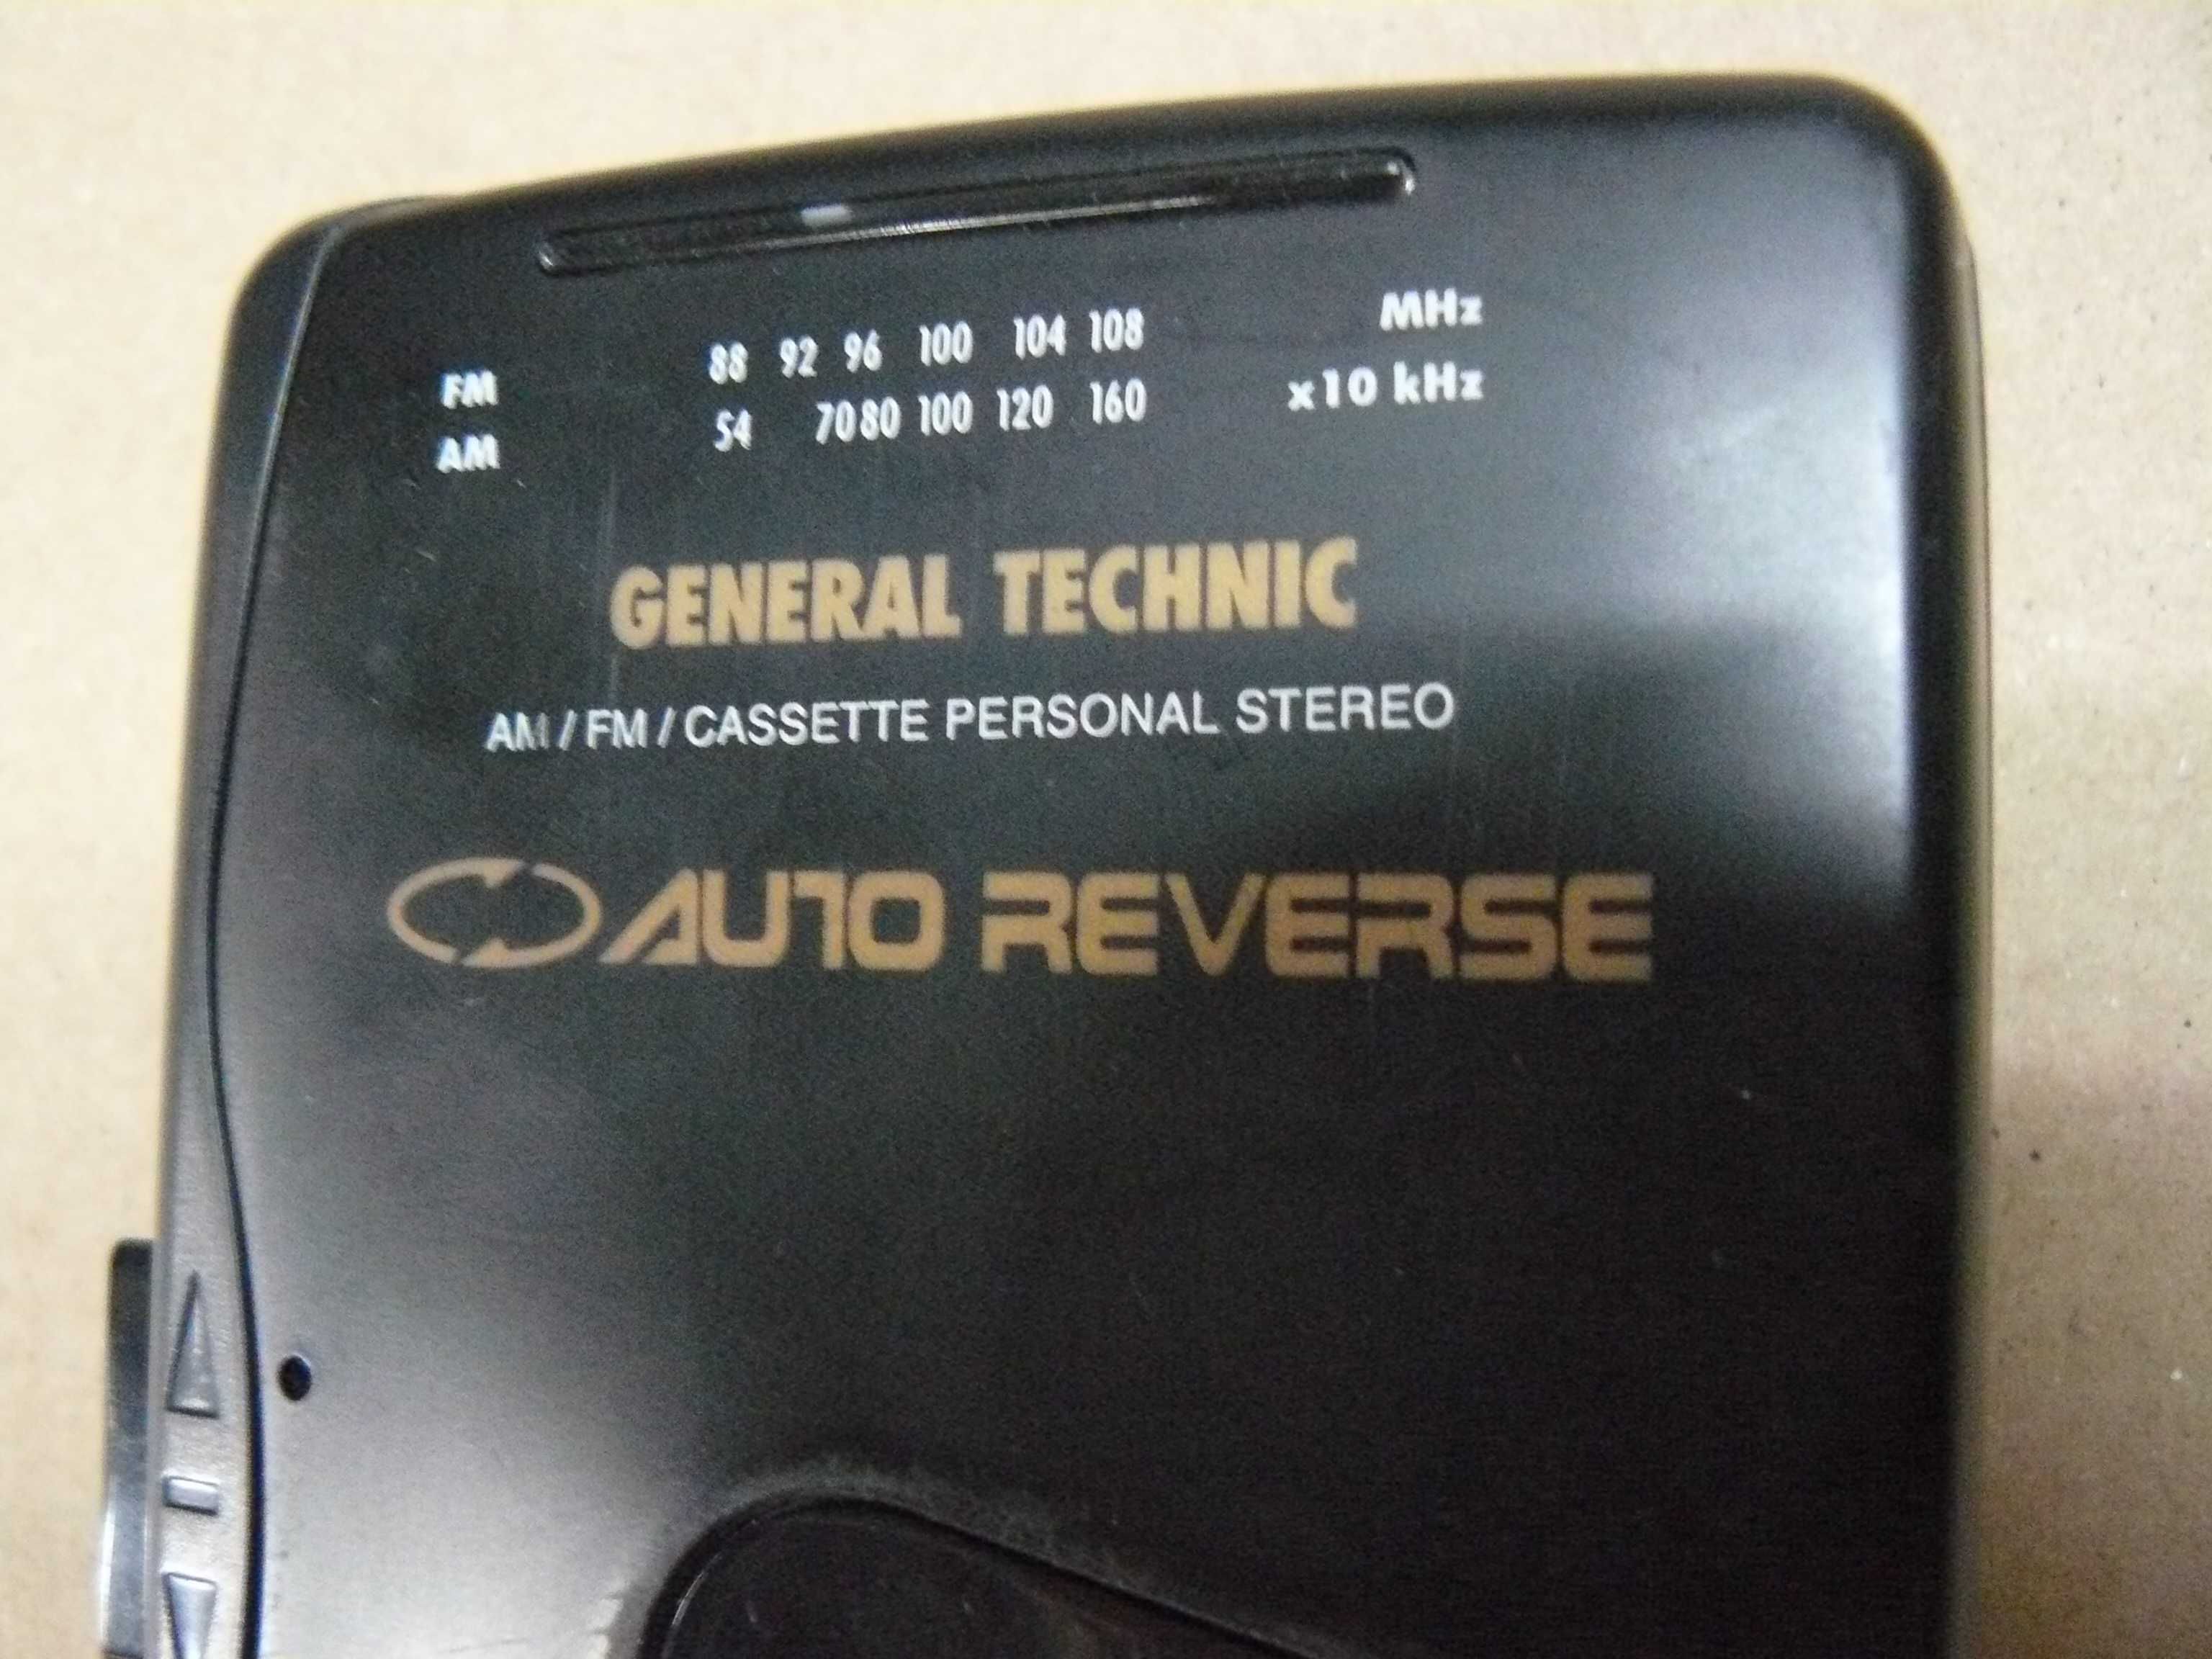 FM 88 92 96 100 104 108 MHz
AM 54 70 80 100 120 160 x10 kHz
GENERAL TECHNIC
AM / FM / CASSETTE PERSONAL STEREO
AUTO REVERSE